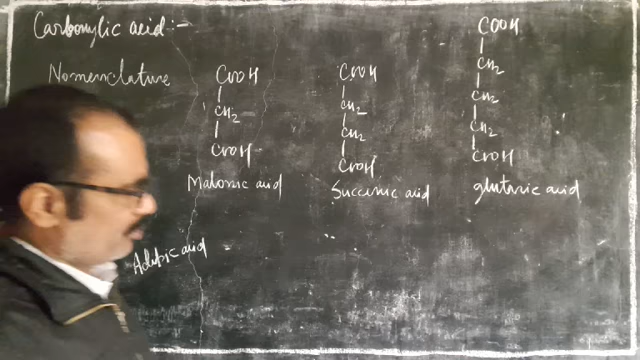 Carboxylic acid:-
Nomenclature
COOH
|
CH2
|
COOH
Malonic acid
COOH
|
CH2
|
CH2
|
COOH
Succinic acid
COOH
|
CH2
|
CH2
|
CH2
|
COOH
glutaric acid
Adipic acid